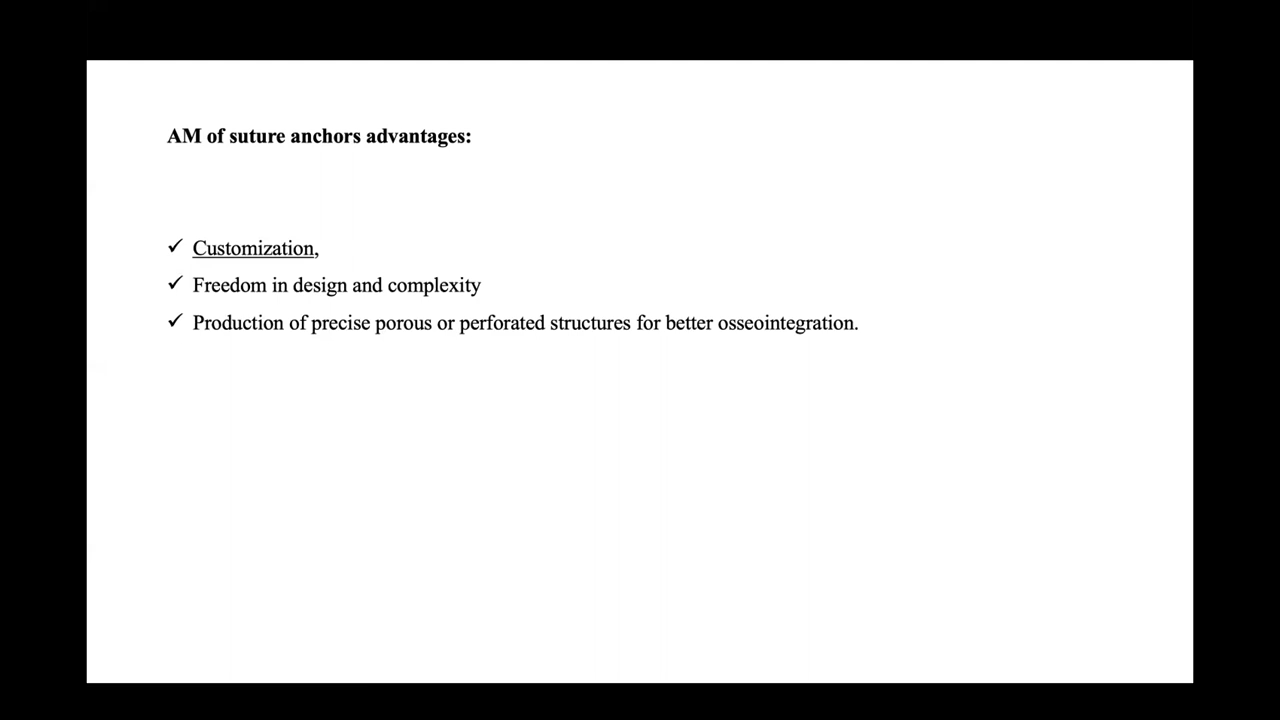 AM of suture anchors advantages:
✓ Customization,
✓ Freedom in design and complexity
✓ Production of precise porous or perforated structures for better osseointegration.